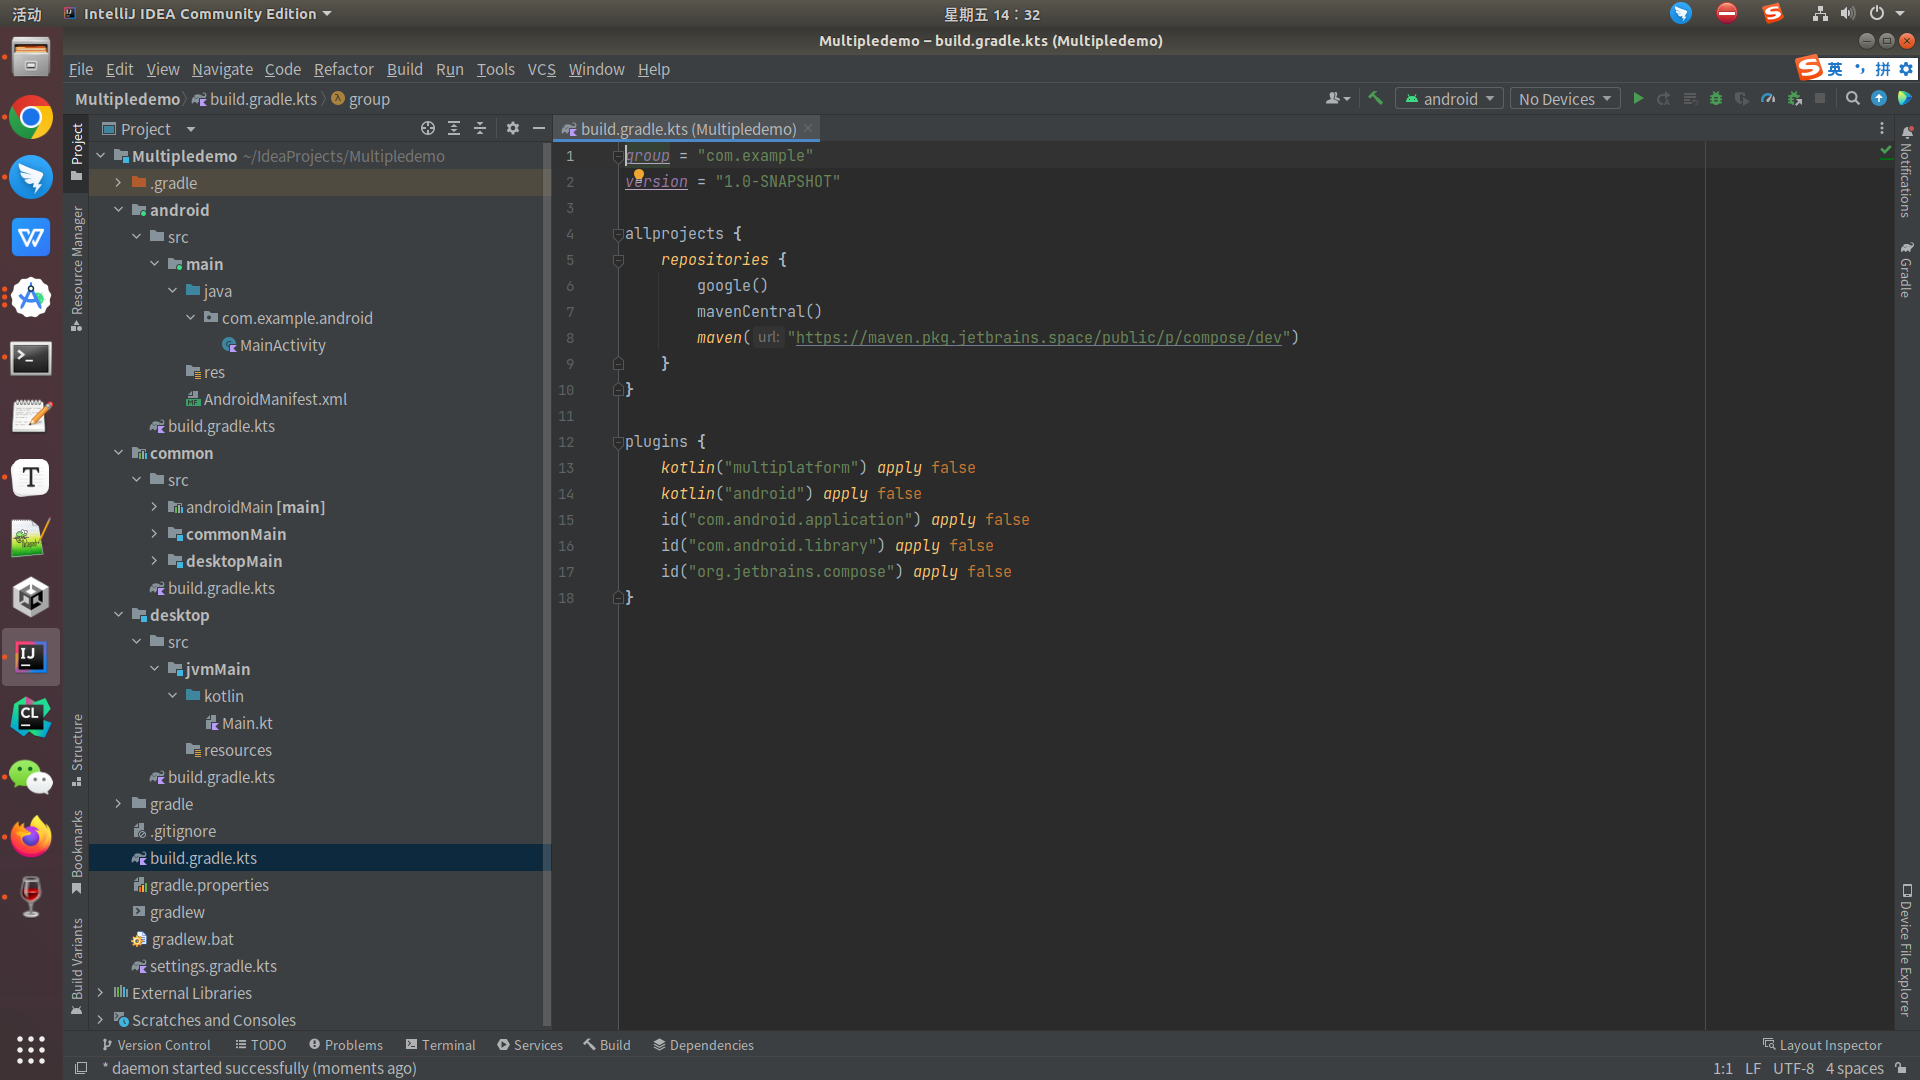 活动
IntelliJ IDEA Community Edition
星期五 14：32
Multipledemo – build.gradle.kts (Multipledemo)
File Edit View Navigate Code Refactor Build Run Tools VCS Window Help
英 拼
Multipledemo build.gradle.kts group
android No Devices
Project
Project
build.gradle.kts (Multipledemo)
Multipledemo ~/IdeaProjects/Multipledemo
.gradle
android
src
main
java
com.example.android
MainActivity
res
AndroidManifest.xml
build.gradle.kts
common
src
androidMain [main]
commonMain
desktopMain
build.gradle.kts
desktop
src
jvmMain
kotlin
Main.kt
resources
build.gradle.kts
gradle
.gitignore
build.gradle.kts
gradle.properties
gradlew
gradlew.bat
settings.gradle.kts
External Libraries
Scratches and Consoles
Resource Manager
Structure
Bookmarks
Build Variants
1 group = "com.example"
2 version = "1.0-SNAPSHOT"
3
4 allprojects {
5 repositories {
6 google()
7 mavenCentral()
8 maven( url: "https://maven.pkg.jetbrains.space/public/p/compose/dev")
9 }
10 }
11
12 plugins {
13 kotlin("multiplatform") apply false
14 kotlin("android") apply false
15 id("com.android.application") apply false
16 id("com.android.library") apply false
17 id("org.jetbrains.compose") apply false
18 }
Notifications
Gradle
Device File Explorer
Version Control TODO Problems Terminal Services Build Dependencies Layout Inspector
* daemon started successfully (moments ago)
1:1 LF UTF-8 4 spaces